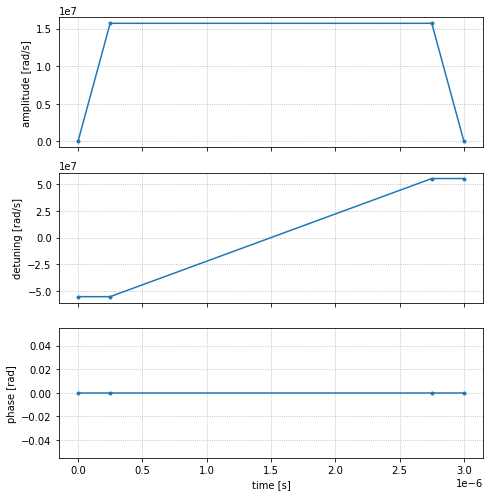 1e7
amplitude [rad/s]
1.5
1.0
0.5
0.0
1e7
detuning [rad/s]
5.0
2.5
0.0
−2.5
−5.0
phase [rad]
0.04
0.02
0.00
−0.02
−0.04
0.0 0.5 1.0 1.5 2.0 2.5 3.0
1e−6
time [s]